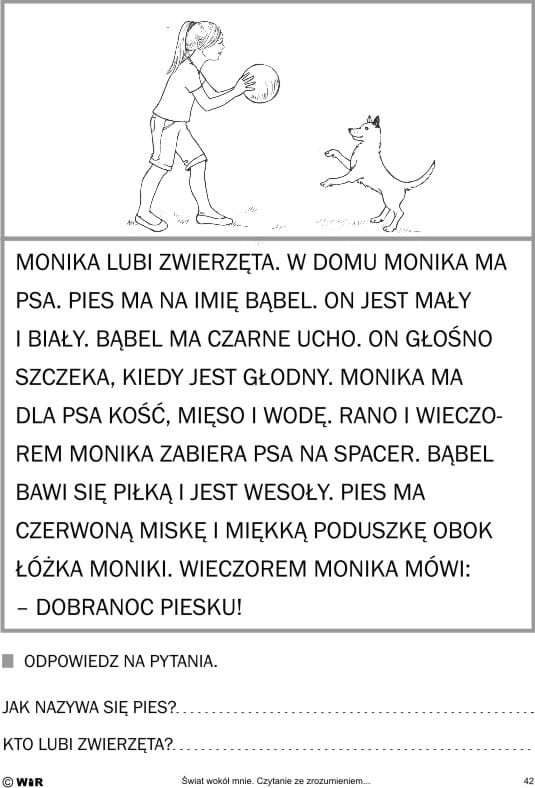 MONIKA LUBI ZWIERZĘTA. W DOMU MONIKA MA
PSA. PIES MA NA IMIĘ BĄBEL. ON JEST MAŁY
I BIAŁY. BĄBEL MA CZARNE UCHO. ON GŁOŚNO
SZCZEKA, KIEDY JEST GŁODNY. MONIKA MA
DLA PSA KOŚĆ, MIĘSO I WODĘ. RANO I WIECZO-
REM MONIKA ZABIERA PSA NA SPACER. BĄBEL
BAWI SIĘ PIŁKĄ I JEST WESOŁY. PIES MA
CZERWONĄ MISKĘ I MIĘKKĄ PODUSZKĘ OBOK
ŁÓŻKA MONIKI. WIECZOREM MONIKA MÓWI:
– DOBRANOC PIESKU!
ODPOWIEDZ NA PYTANIA.
JAK NAZYWA SIĘ PIES?
KTO LUBI ZWIERZĘTA?
© WiR Świat wokół mnie. Czytanie ze zrozumieniem... 42